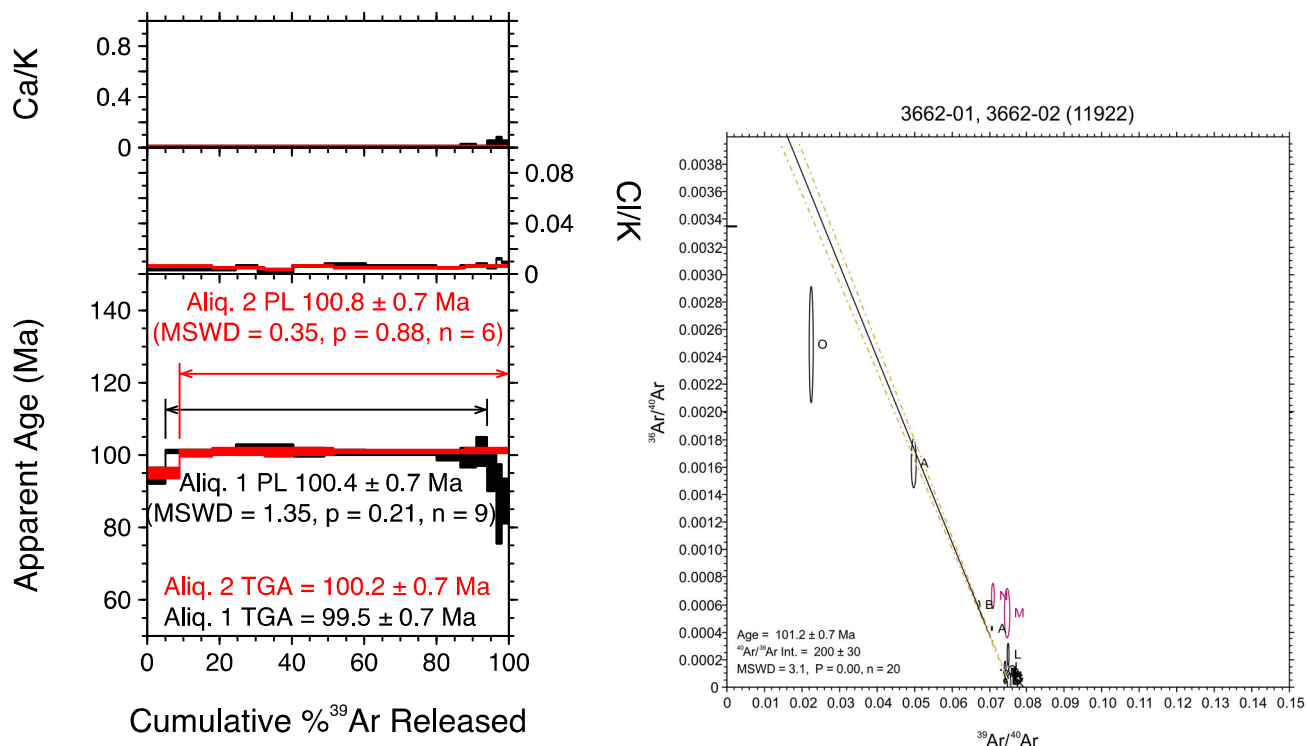 Ca/K
0.8
0.4
0
Cl/K
0.08
0.04
0
Apparent Age (Ma)
140
120
100
80
60
Aliq. 2 PL 100.8 ± 0.7 Ma
(MSWD = 0.35, p = 0.88, n = 6)
Aliq. 1 PL 100.4 ± 0.7 Ma
(MSWD = 1.35, p = 0.21, n = 9)
Aliq. 2 TGA = 100.2 ± 0.7 Ma
Aliq. 1 TGA = 99.5 ± 0.7 Ma
0 20 40 60 80 100
Cumulative %³⁹Ar Released
3662-01, 3662-02 (11922)
³⁶Ar/⁴⁰Ar
0.0038
0.0036
0.0034
0.0032
0.0030
0.0028
0.0026
0.0024
0.0022
0.0020
0.0018
0.0016
0.0014
0.0012
0.0010
0.0008
0.0006
0.0004
0.0002
0
O
A
B
N
M
A
L
Age = 101.2 ± 0.7 Ma
⁴⁰Ar/³⁶Ar Int. = 200 ± 30
MSWD = 3.1, P = 0.00, n = 20
0 0.01 0.02 0.03 0.04 0.05 0.06 0.07 0.08 0.09 0.10 0.11 0.12 0.13 0.14 0.15
³⁹Ar/⁴⁰Ar